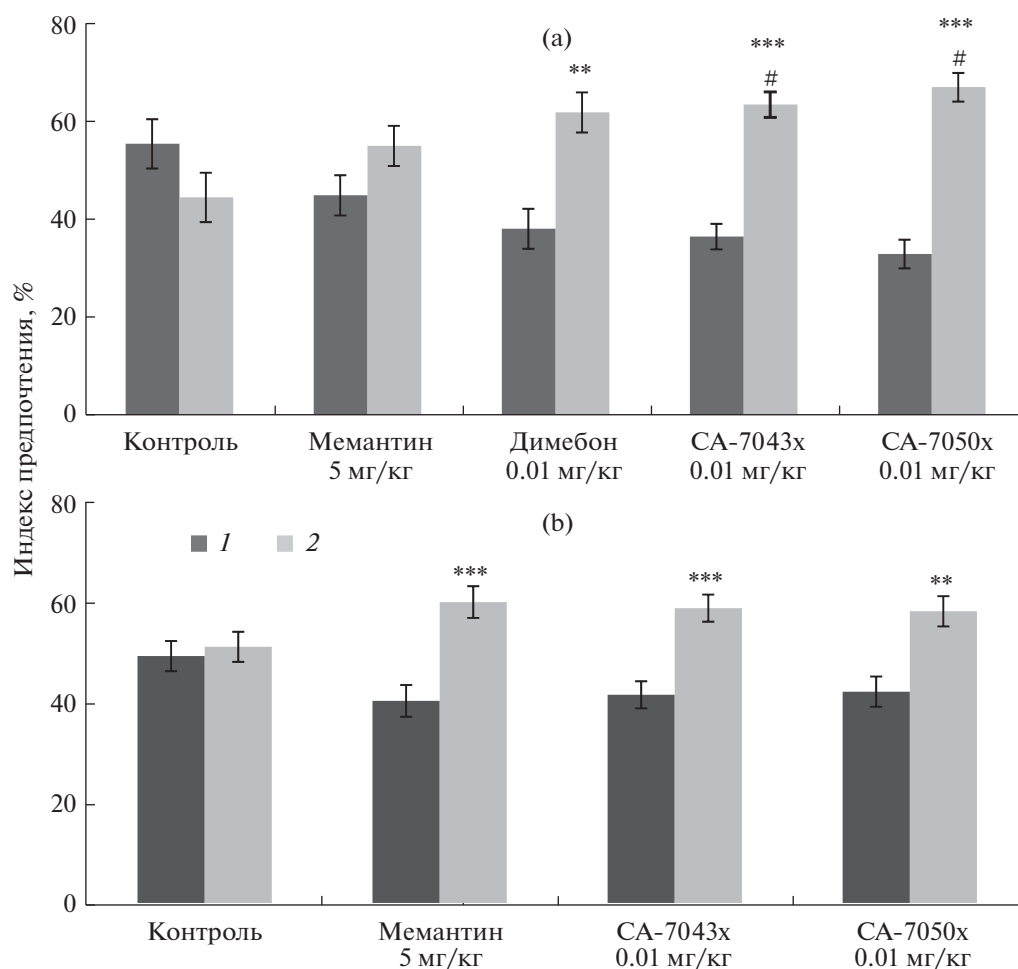 Индекс предпочтения, %
80
(a)
**
***
#
***
#
60
40
20
0
Контроль
Мемантин
5 мг/кг
Димебон
0.01 мг/кг
СА-7043х
0.01 мг/кг
СА-7050х
0.01 мг/кг
80
(b)
1
2
***
***
**
60
40
20
0
Контроль
Мемантин
5 мг/кг
СА-7043х
0.01 мг/кг
СА-7050х
0.01 мг/кг